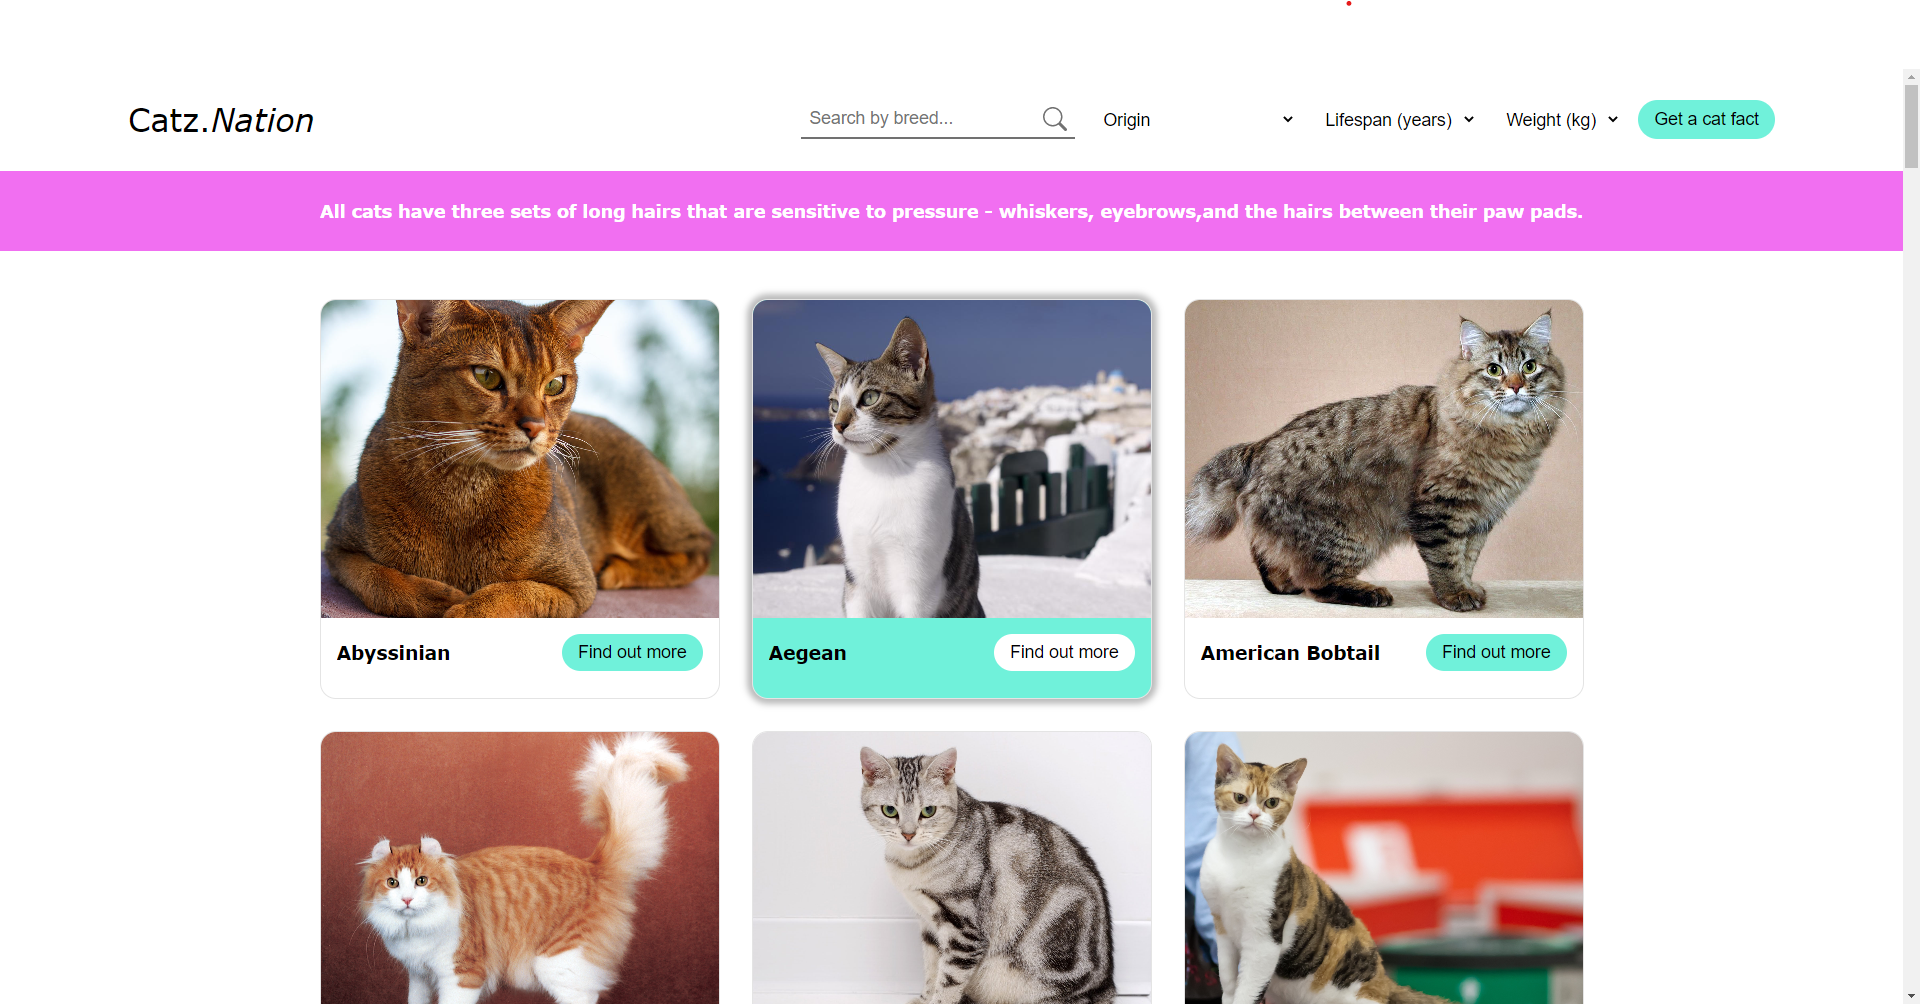 Catz.Nation
Search by breed...
Origin
Lifespan (years)
Weight (kg)
Get a cat fact
All cats have three sets of long hairs that are sensitive to pressure - whiskers, eyebrows,and the hairs between their paw pads.
Abyssinian
Find out more
Aegean
Find out more
American Bobtail
Find out more